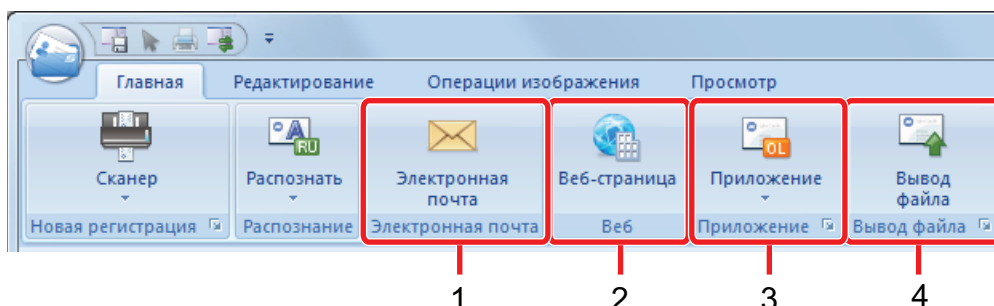 Главная Редактирование Операции изображения Просмотр
RU OL
Сканер Распознать Электронная почта Веб-страница Приложение Вывод файла
Новая регистрация Распознание Электронная почта Веб Приложение Вывод файла
1 2 3 4